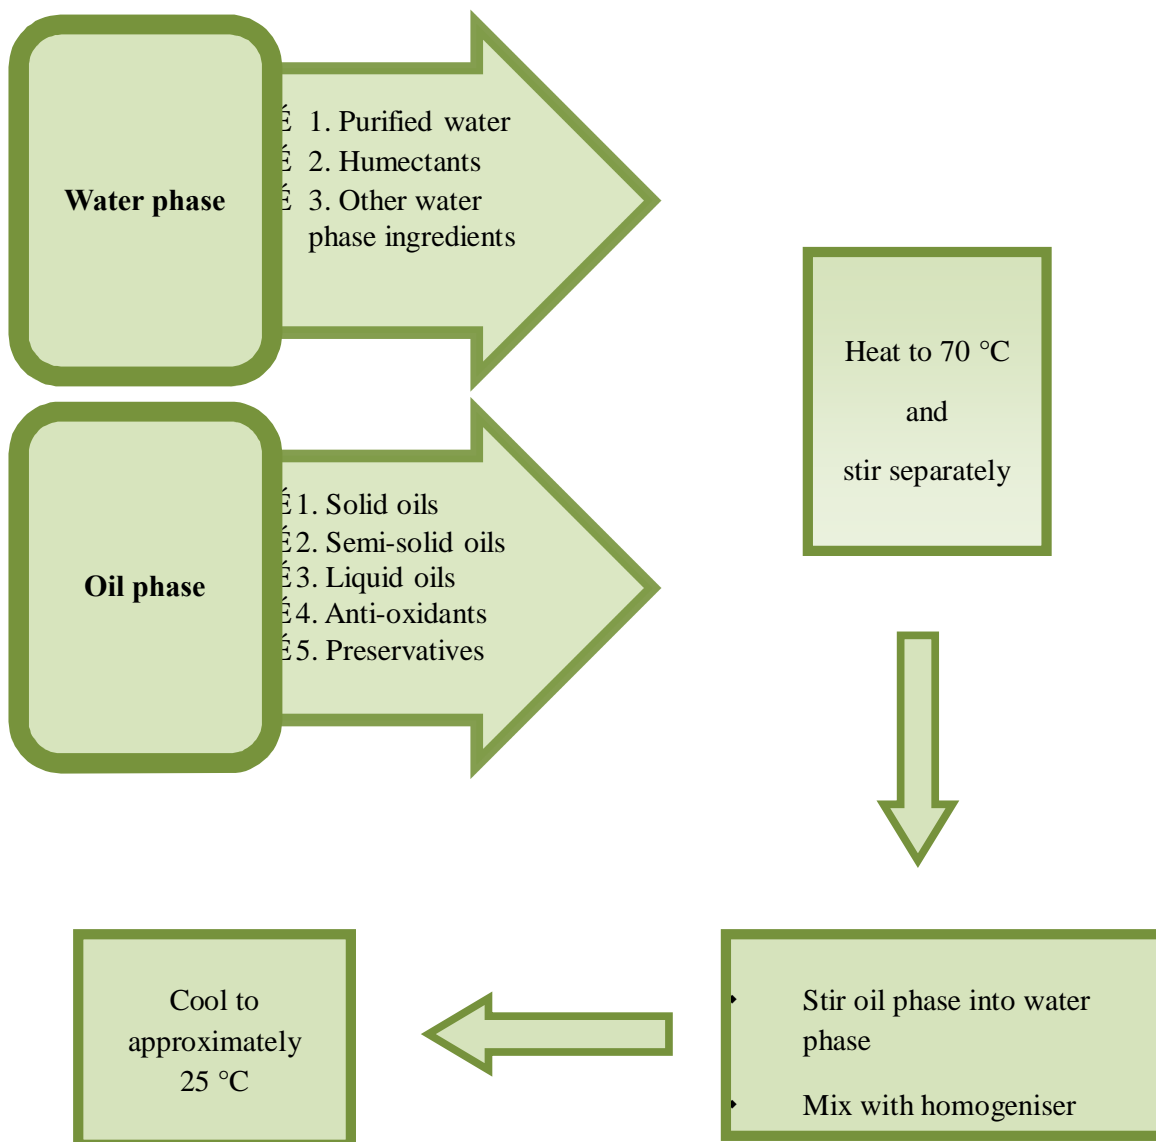 Water phase
É 1. Purified water
É 2. Humectants
É 3. Other water
phase ingredients
Oil phase
É 1. Solid oils
É 2. Semi-solid oils
É 3. Liquid oils
É 4. Anti-oxidants
É 5. Preservatives
Heat to 70 °C
and
stir separately
Stir oil phase into water
phase
Mix with homogeniser
Cool to
approximately
25 °C